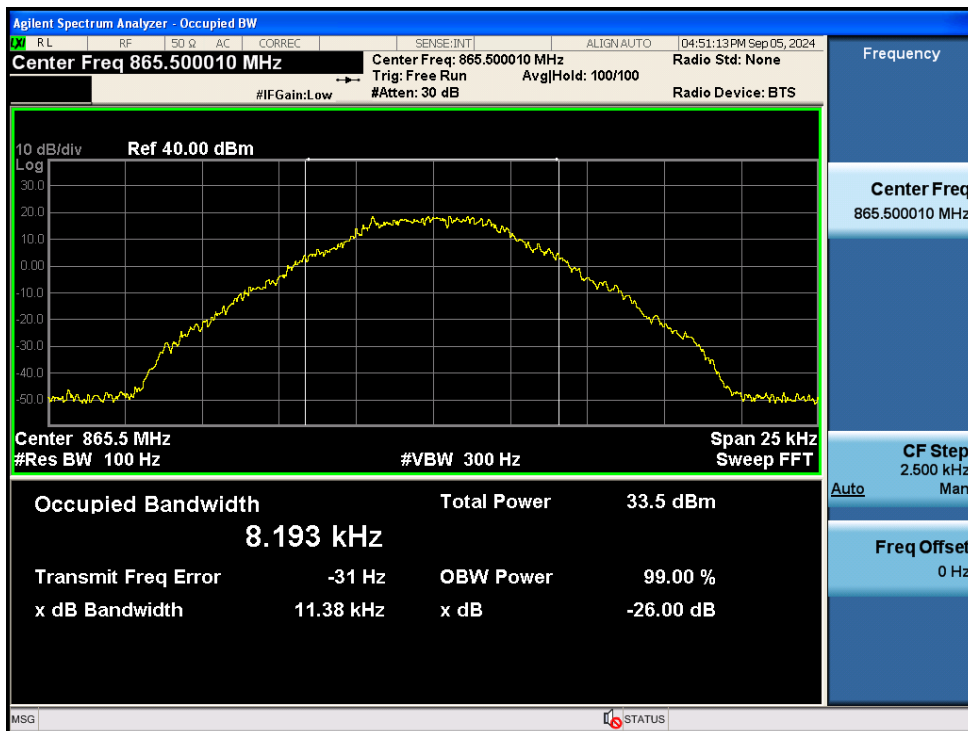 Agilent Spectrum Analyzer - Occupied BW
LXI RL RF 50 Ω AC CORREC SENSE:INT ALIGN AUTO 04:51:13 PM Sep 05, 2024
Center Freq 865.500010 MHz
Center Freq: 865.500010 MHz
Radio Std: None
Trig: Free Run Avg|Hold: 100/100
#IFGain:Low
#Atten: 30 dB
Radio Device: BTS
10 dB/div Ref 40.00 dBm
Log
30.0
20.0
10.0
0.00
-10.0
-20.0
-30.0
-40.0
-50.0
Center 865.5 MHz Span 25 kHz
#Res BW 100 Hz #VBW 300 Hz Sweep FFT
Occupied Bandwidth Total Power 33.5 dBm
8.193 kHz
Transmit Freq Error -31 Hz OBW Power 99.00 %
x dB Bandwidth 11.38 kHz x dB -26.00 dB
Frequency
Center Freq
865.500010 MHz
CF Step
2.500 kHz
Auto Man
Freq Offset
0 Hz
MSG STATUS